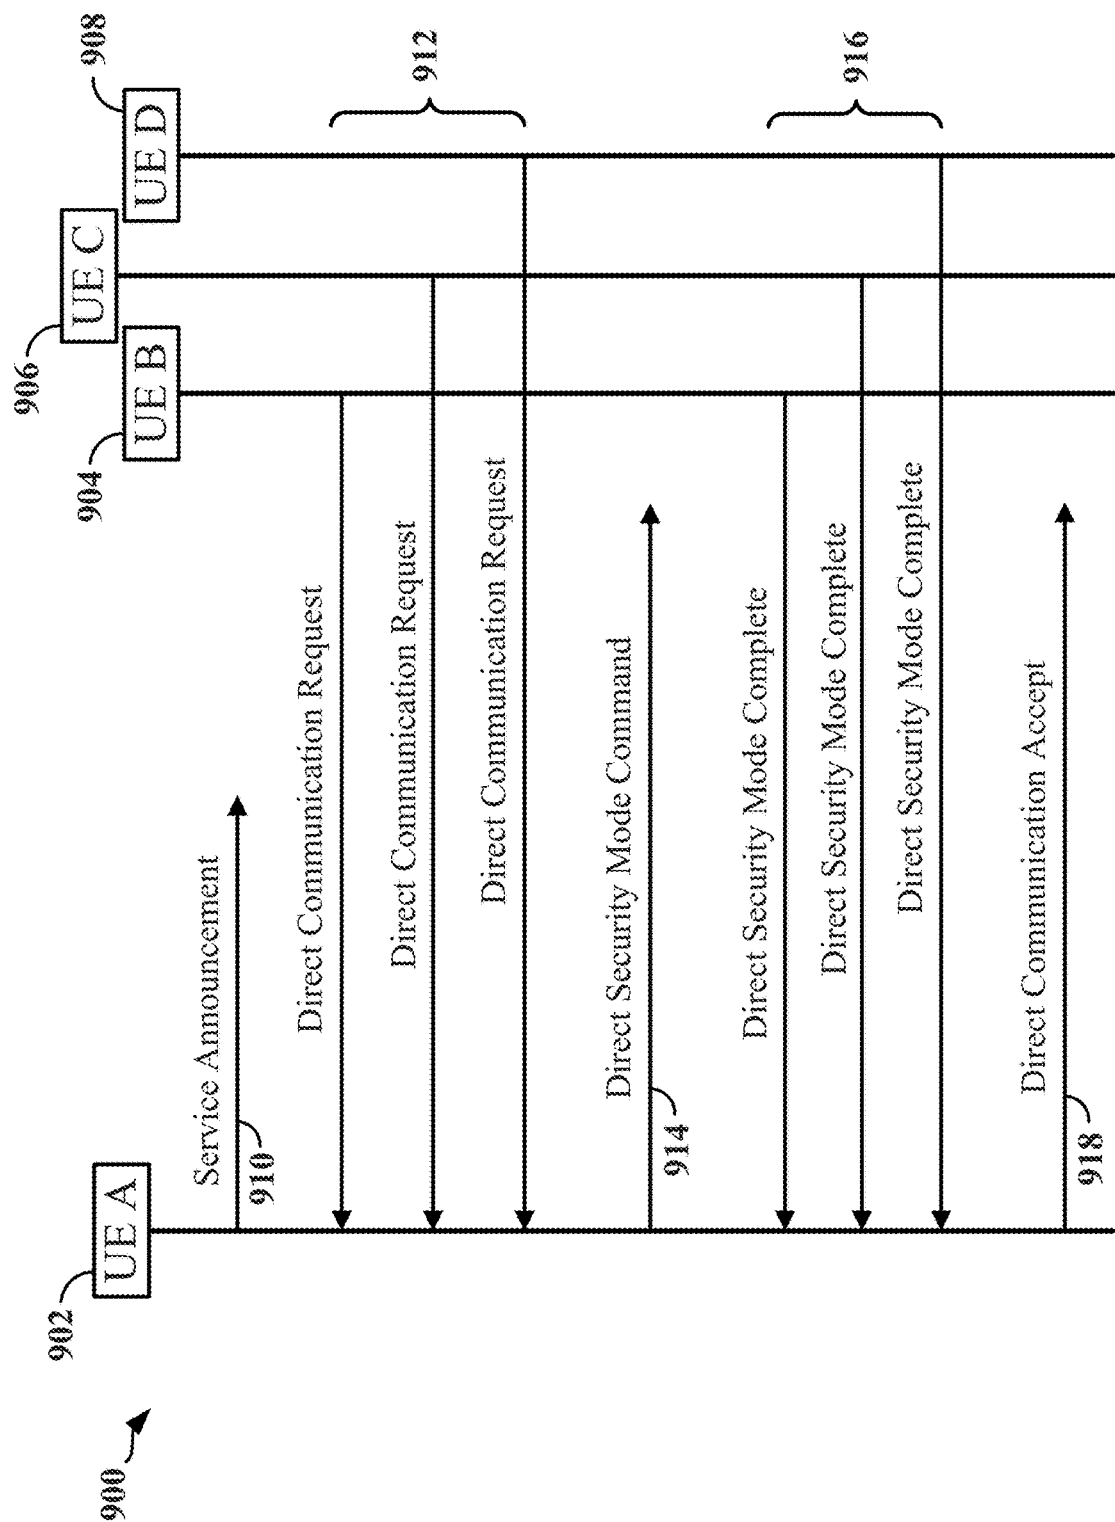 900
902
UE A
904
UE B
906
UE C
908
UE D
Service Announcement
910
Direct Communication Request
Direct Communication Request
Direct Communication Request
912
Direct Security Mode Command
914
Direct Security Mode Complete
Direct Security Mode Complete
Direct Security Mode Complete
916
Direct Communication Accept
918